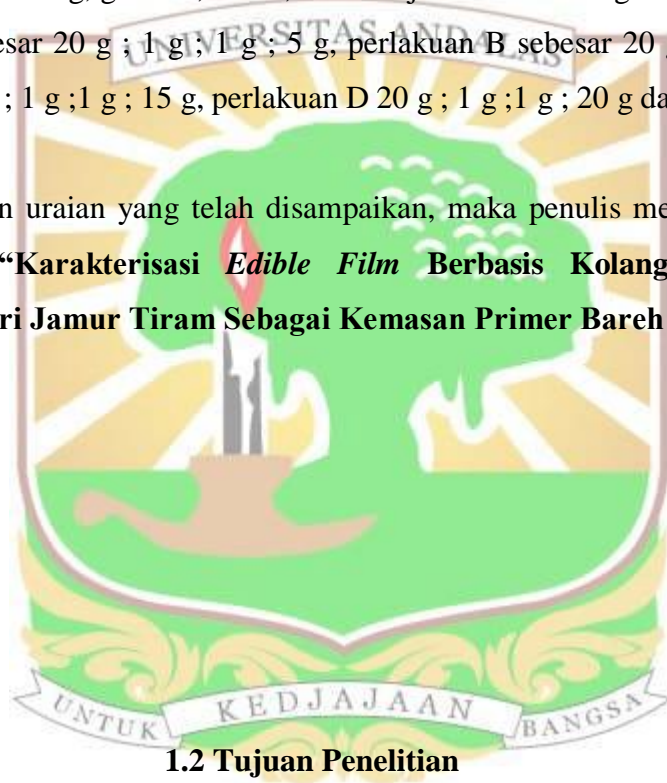 esar 20 g ; 1 g ; 1 g ; 5 g, perlakuan B sebesar 20
UNIVERSITAS ANDALAS
; 1 g ;1 g ; 15 g, perlakuan D 20 g ; 1 g ;1 g ; 20 g da
n uraian yang telah disampaikan, maka penulis me
“Karakterisasi Edible Film Berbasis Kolang
ri Jamur Tiram Sebagai Kemasan Primer Bareh
UNTUK KEDJAJAAN BANGSA
1.2 Tujuan Penelitian